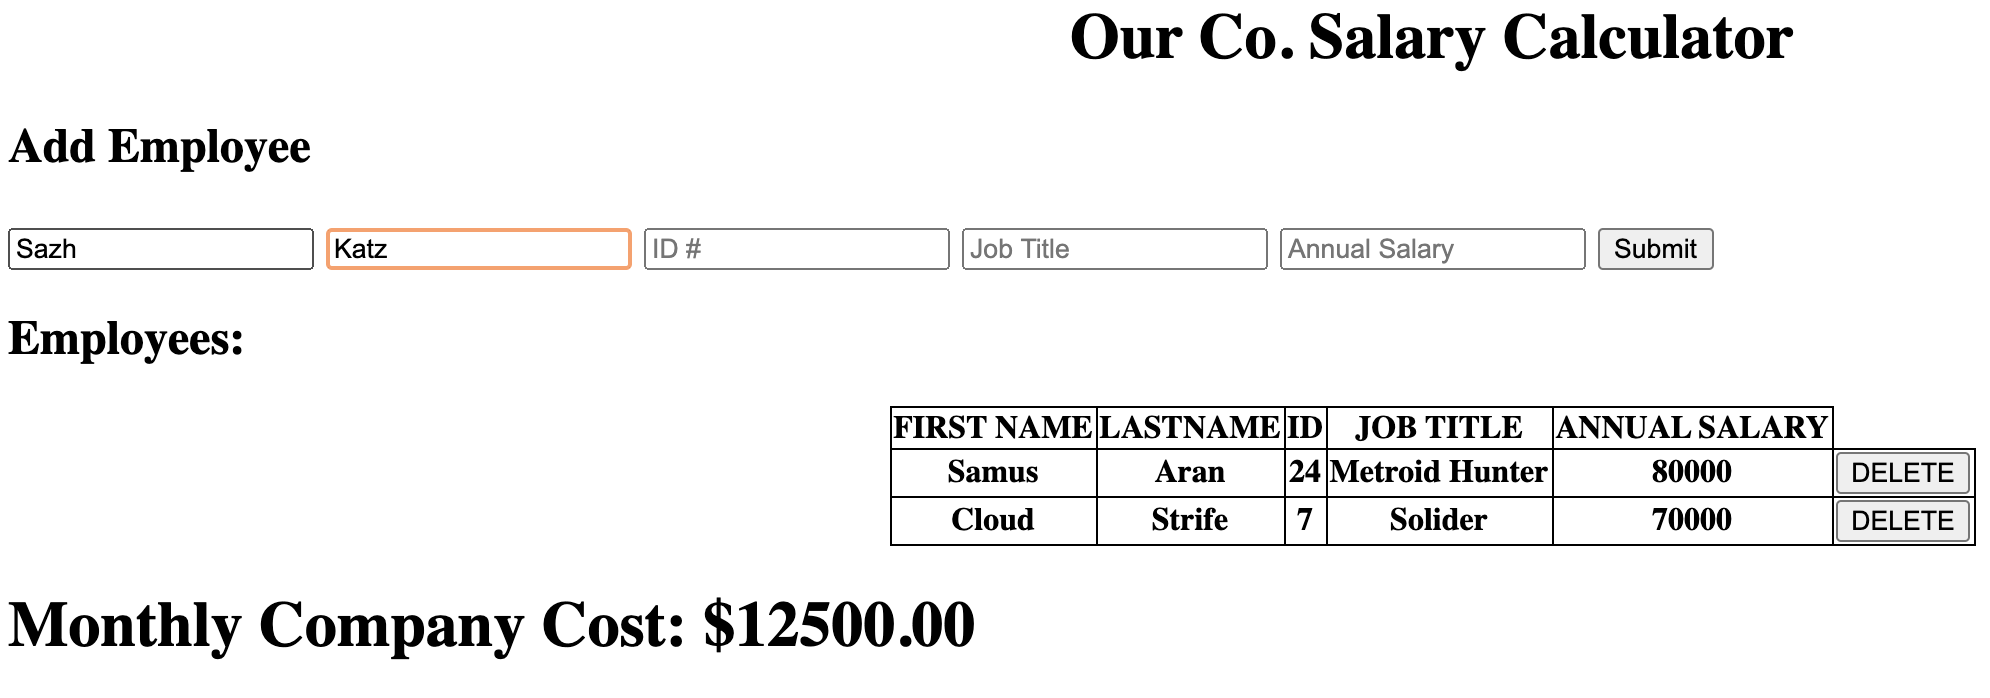 Our Co. Salary Calculator
Add Employee
Sazh Katz ID # Job Title Annual Salary Submit
Employees:
FIRST NAME LASTNAME ID JOB TITLE ANNUAL SALARY
Samus Aran 24 Metroid Hunter 80000 DELETE
Cloud Strife 7 Solider 70000 DELETE
Monthly Company Cost: $12500.00